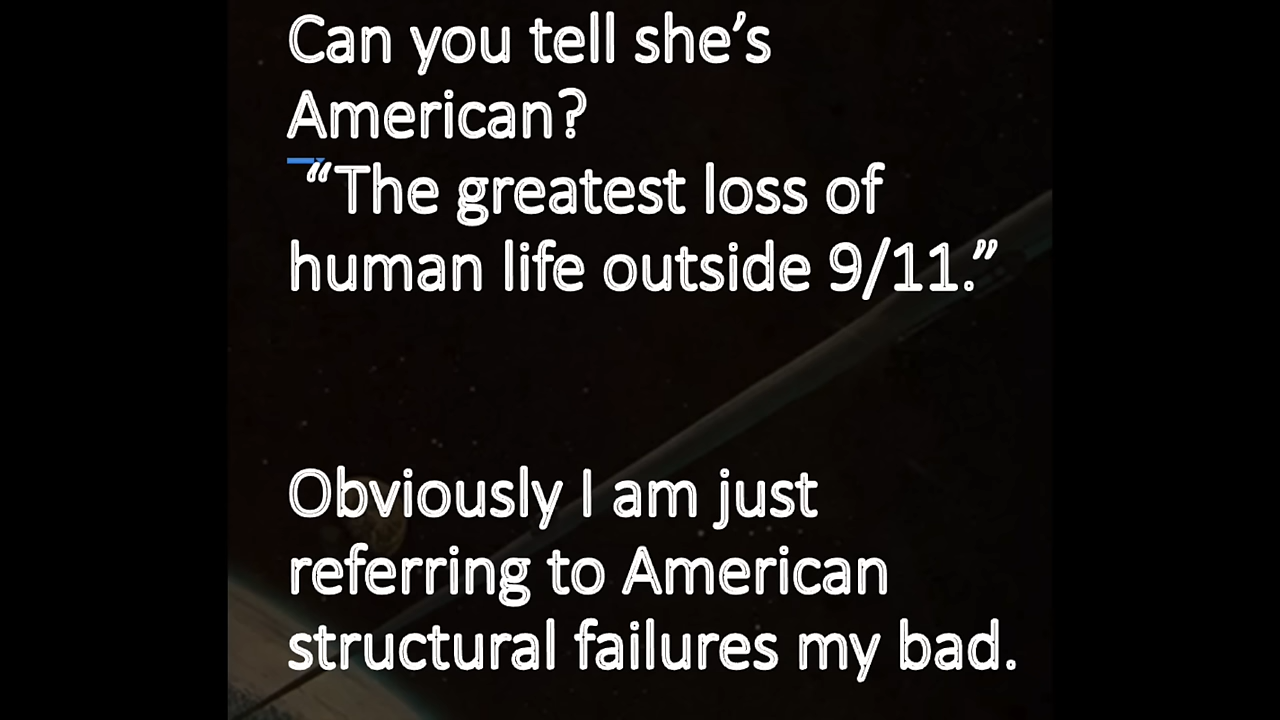 Can you tell she’s
American?
“The greatest loss of
human life outside 9/11.”
Obviously I am just
referring to American
structural failures my bad.